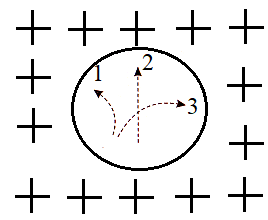 + + + + +
2
+ 1 +
3
+ +
+ + + + +